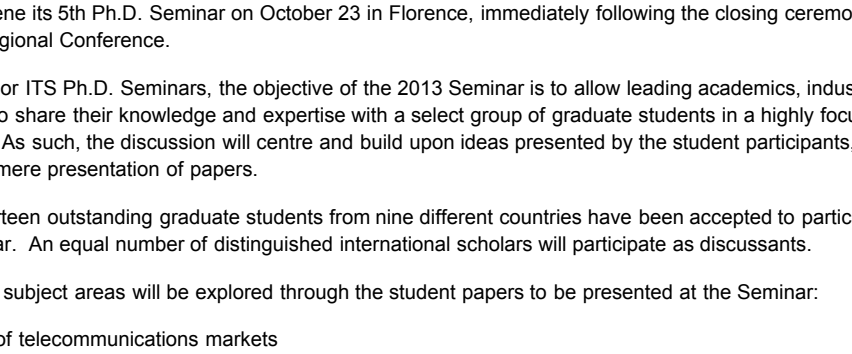 ene its 5th Ph.D. Seminar on October 23 in Florence, immediately following the closing ceremo
gional Conference.
or ITS Ph.D. Seminars, the objective of the 2013 Seminar is to allow leading academics, indus
o share their knowledge and expertise with a select group of graduate students in a highly focu
As such, the discussion will centre and build upon ideas presented by the student participants,
mere presentation of papers.
rteen outstanding graduate students from nine different countries have been accepted to partic
ar. An equal number of distinguished international scholars will participate as discussants.
subject areas will be explored through the student papers to be presented at the Seminar:
of telecommunications markets